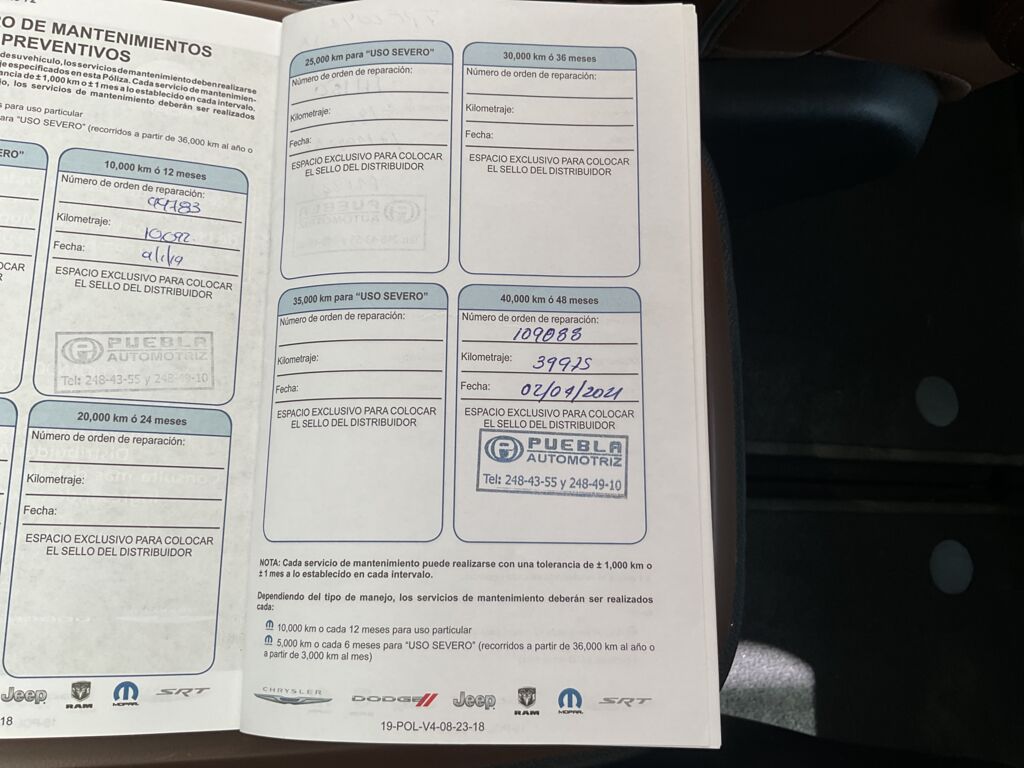 O DE MANTENIMIENTOS
PREVENTIVOS
de su vehículo, los servicios de mantenimiento deben realizarse
je especificados en esta Póliza. Cada servicio de mantenimien-
ancia de ± 1,000 km o ± 1 mes a lo establecido en cada intervalo.
jo, los servicios de mantenimiento deberán ser realizados
para uso particular
ara "USO SEVERO" (recorridos a partir de 36,000 km al año o
ERO"
OCAR
R
10,000 km ó 12 meses
Número de orden de reparación:
Kilometraje:
10092
Fecha:
ESPACIO EXCLUSIVO PARA COLOCAR
EL SELLO DEL DISTRIBUIDOR
PUEBLA
AUTOMOTRIZ
Tel: 248-43-55 y 248-49-10
20,000 km ó 24 meses
Número de orden de reparación:
Kilometraje:
Fecha:
ESPACIO EXCLUSIVO PARA COLOCAR
EL SELLO DEL DISTRIBUIDOR
Jeep RAM MOPAR SRT
18
25,000 km para "USO SEVERO"
Número de orden de reparación:
Kilometraje:
Fecha:
ESPACIO EXCLUSIVO PARA COLOCAR
EL SELLO DEL DISTRIBUIDOR
30,000 km ó 36 meses
Número de orden de reparación:
Kilometraje:
Fecha:
ESPACIO EXCLUSIVO PARA COLOCAR
EL SELLO DEL DISTRIBUIDOR
35,000 km para "USO SEVERO"
Número de orden de reparación:
Kilometraje:
Fecha:
ESPACIO EXCLUSIVO PARA COLOCAR
EL SELLO DEL DISTRIBUIDOR
40,000 km ó 48 meses
Número de orden de reparación:
109088
Kilometraje: 39975
Fecha: 02/09/2021
ESPACIO EXCLUSIVO PARA COLOCAR
EL SELLO DEL DISTRIBUIDOR
PUEBLA
AUTOMOTRIZ
Tel: 248-43-55 y 248-49-10
NOTA: Cada servicio de mantenimiento puede realizarse con una tolerancia de ± 1,000 km o
± 1 mes a lo establecido en cada intervalo.
Dependiendo del tipo de manejo, los servicios de mantenimiento deberán ser realizados
cada:
10,000 km o cada 12 meses para uso particular
5,000 km o cada 6 meses para "USO SEVERO" (recorridos a partir de 36,000 km al año o
a partir de 3,000 km al mes)
CHRYSLER DODGE Jeep RAM MOPAR SRT
19-POL-V4-08-23-18